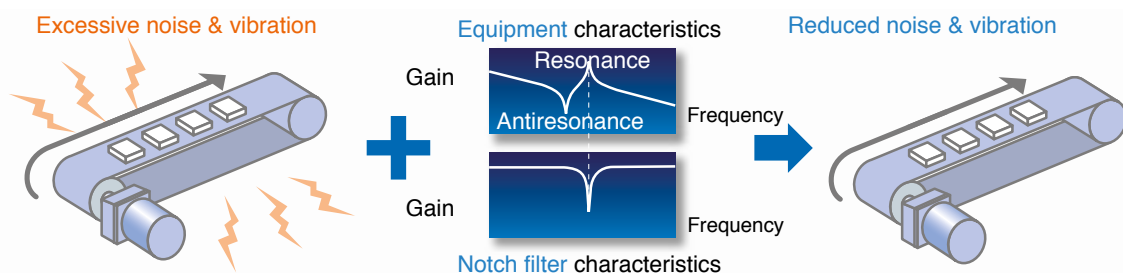 Excessive noise & vibration
Equipment characteristics
Gain
Resonance
Antiresonance
Frequency
Gain
Frequency
Notch filter characteristics
Reduced noise & vibration